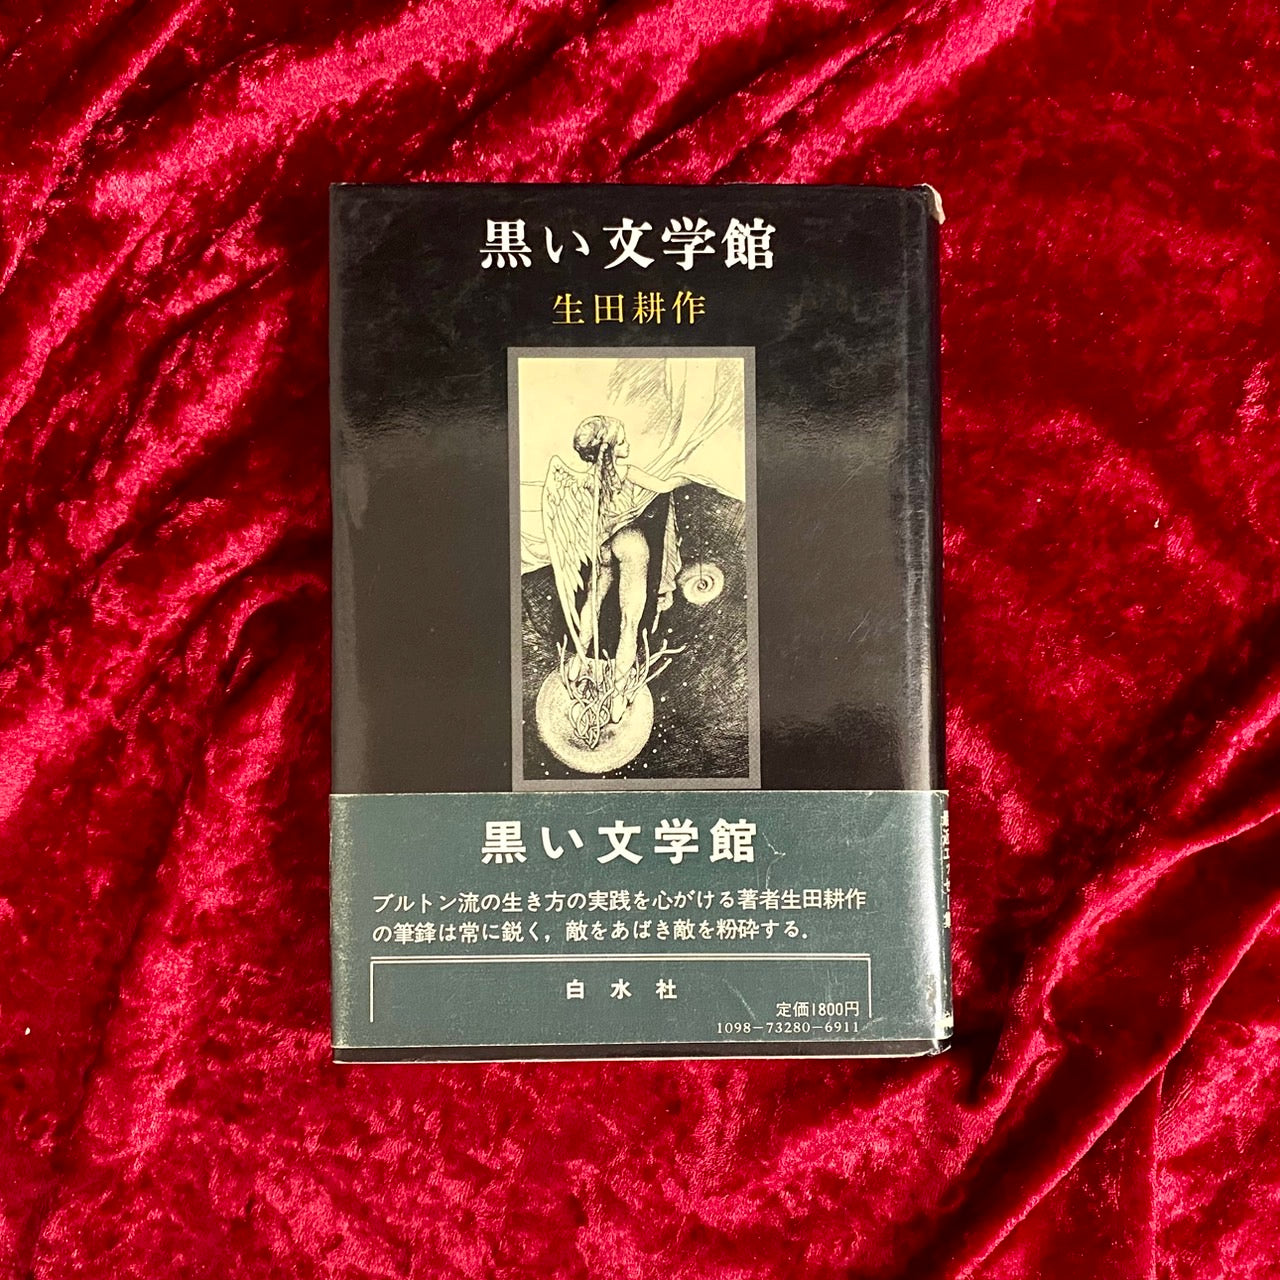 黒い文学館
生田耕作
黒い文学館
ブルトン流の生き方の実践を心がける著者生田耕作
の筆鋒は常に鋭く，敵をあばき敵を粉砕する．
白水社
定価1800円
1098-73280-6911